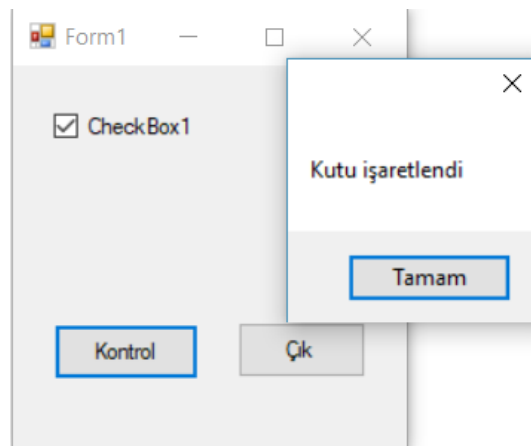 Form1
CheckBox1
Kutu işaretlendi
Tamam
Kontrol
Çık